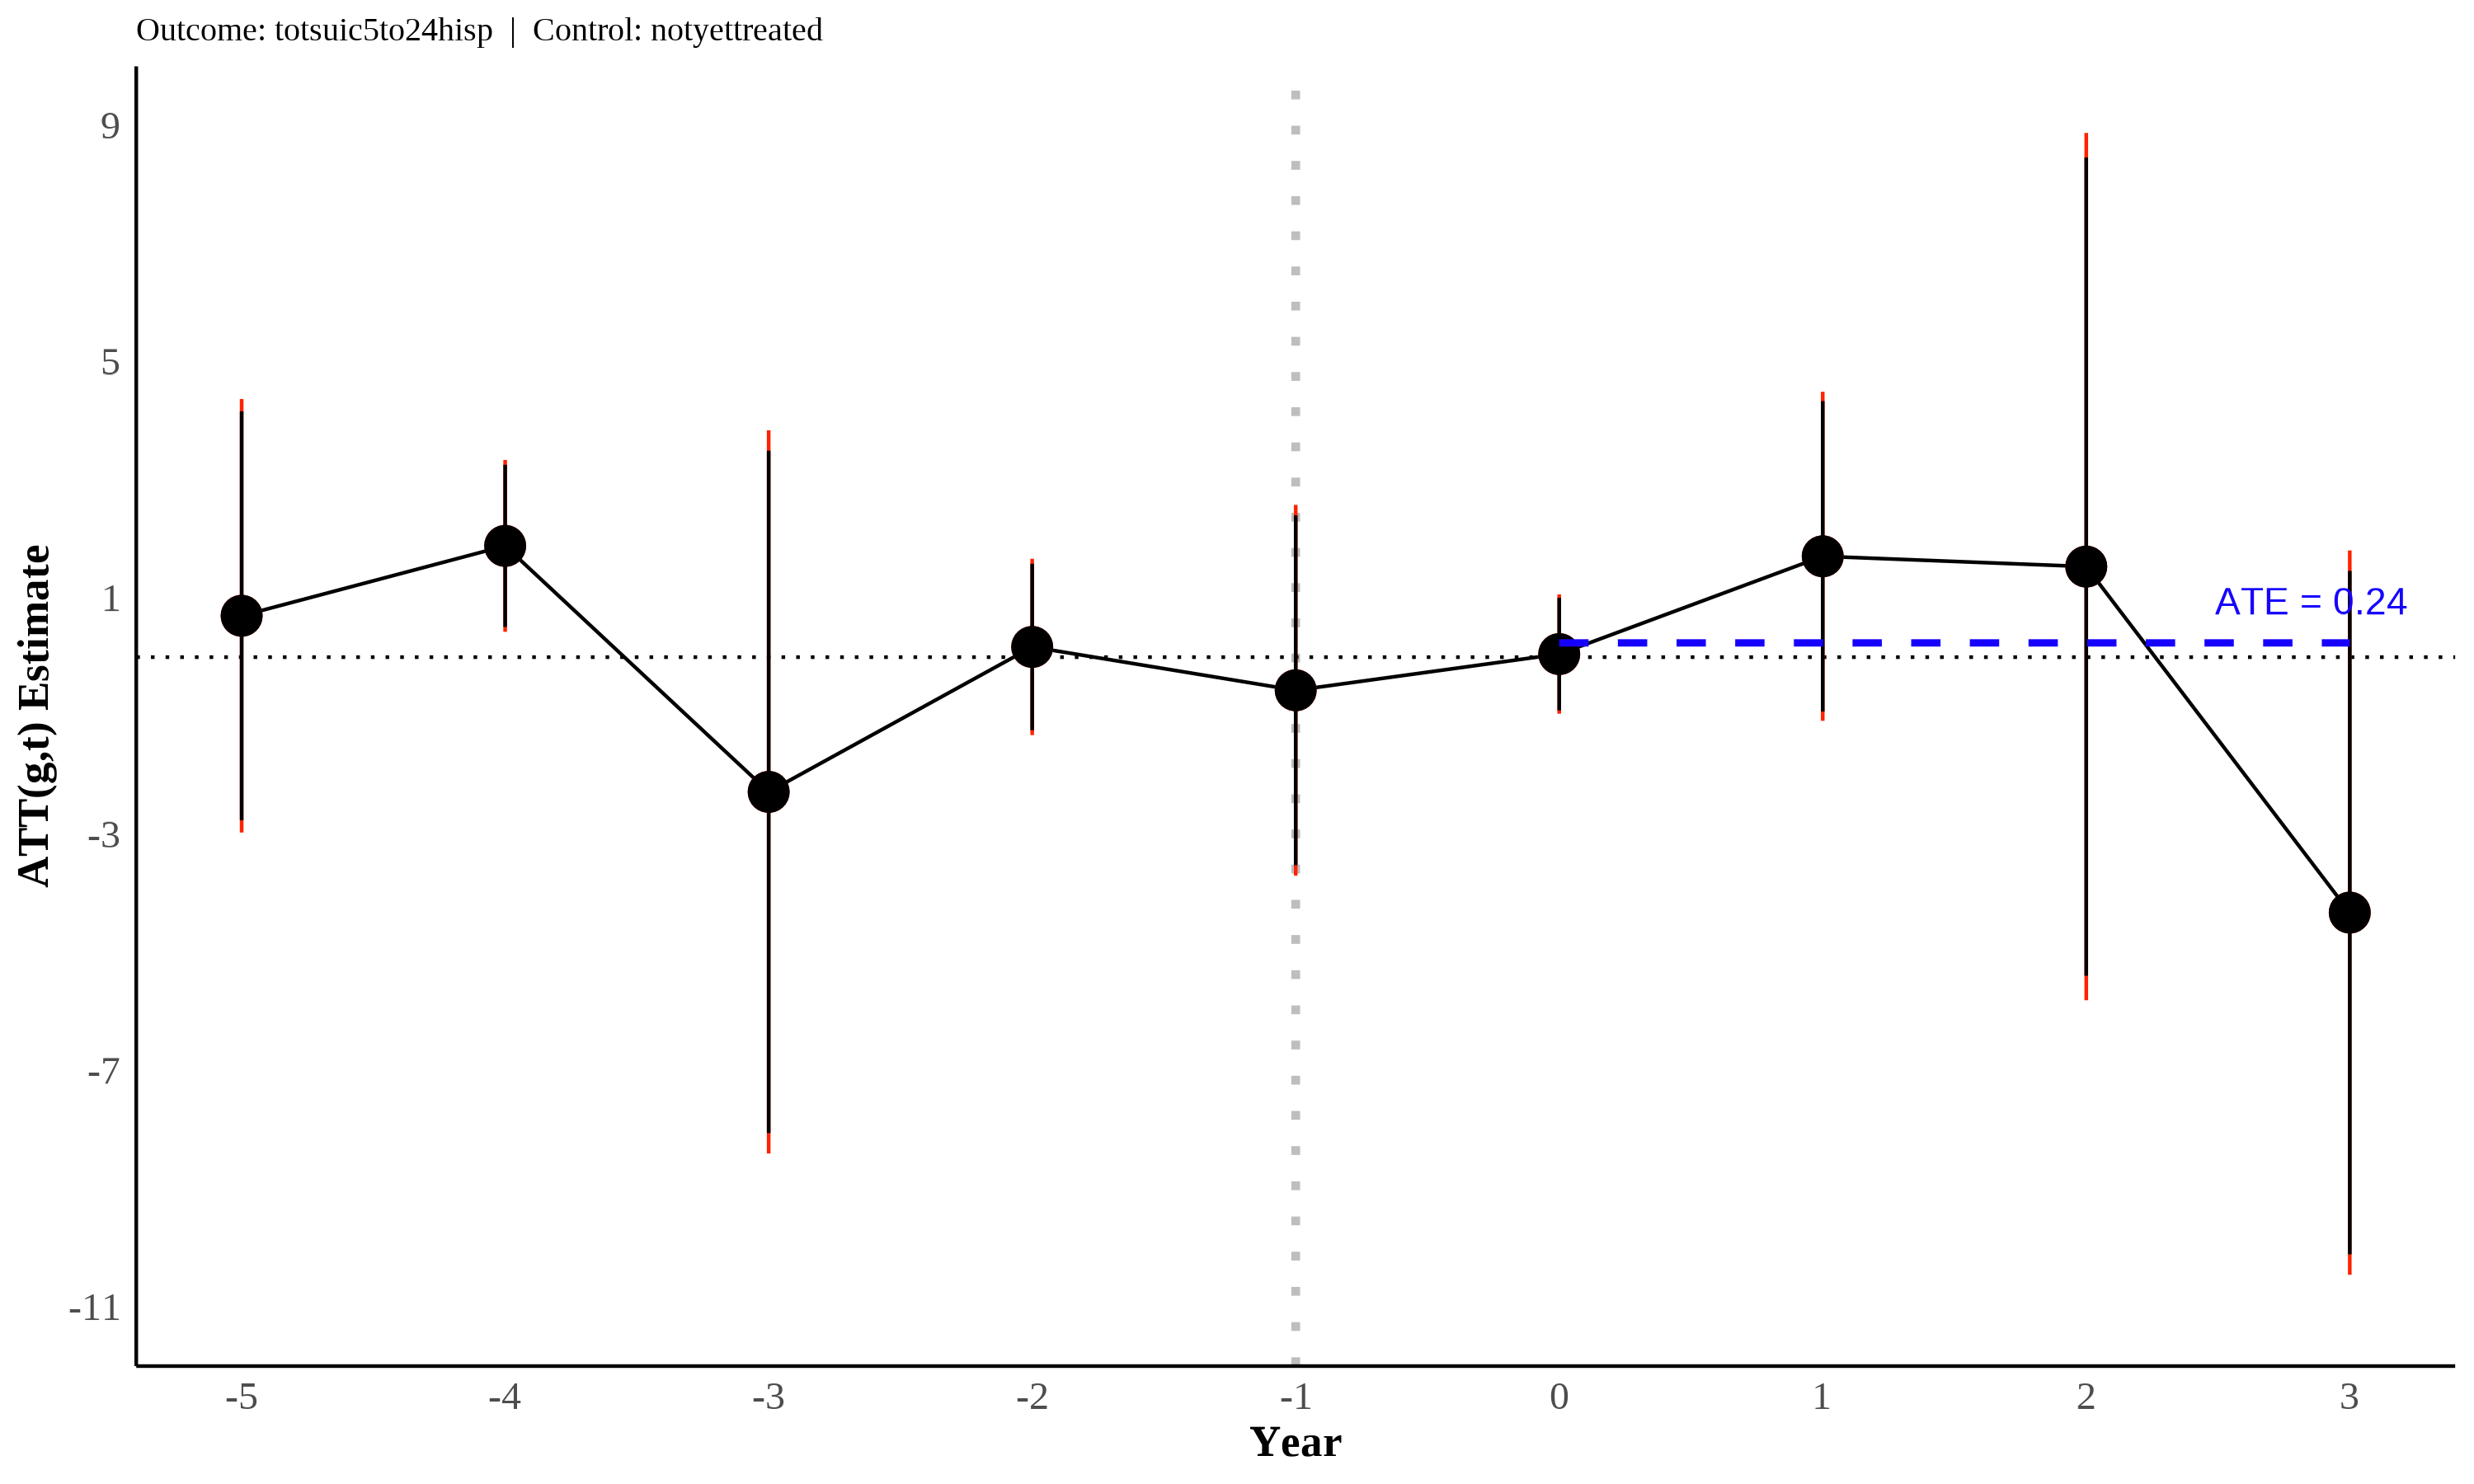 Outcome: totsuic5to24hisp | Control: notyettreated
ATT(g,t) Estimate
9
5
1
-3
-7
-11
ATE = 0.24
-5 -4 -3 -2 -1 0 1 2 3
Year